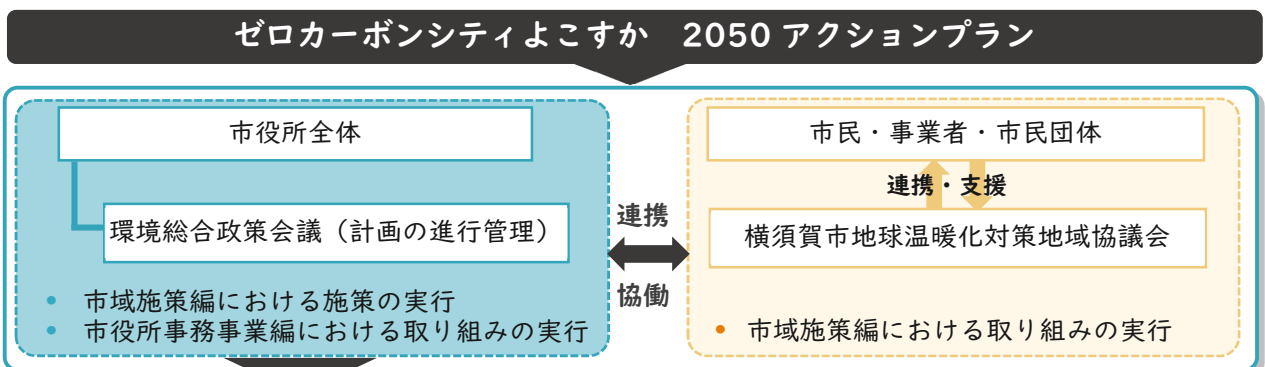 ゼロカーボンシティよこすか 2050 アクションプラン
市役所全体
環境総合政策会議（計画の進行管理）
• 市域施策編における施策の実行
• 市役所事務事業編における取り組みの実行
連携
協働
市民・事業者・市民団体
連携・支援
横須賀市地球温暖化対策地域協議会
• 市域施策編における取り組みの実行